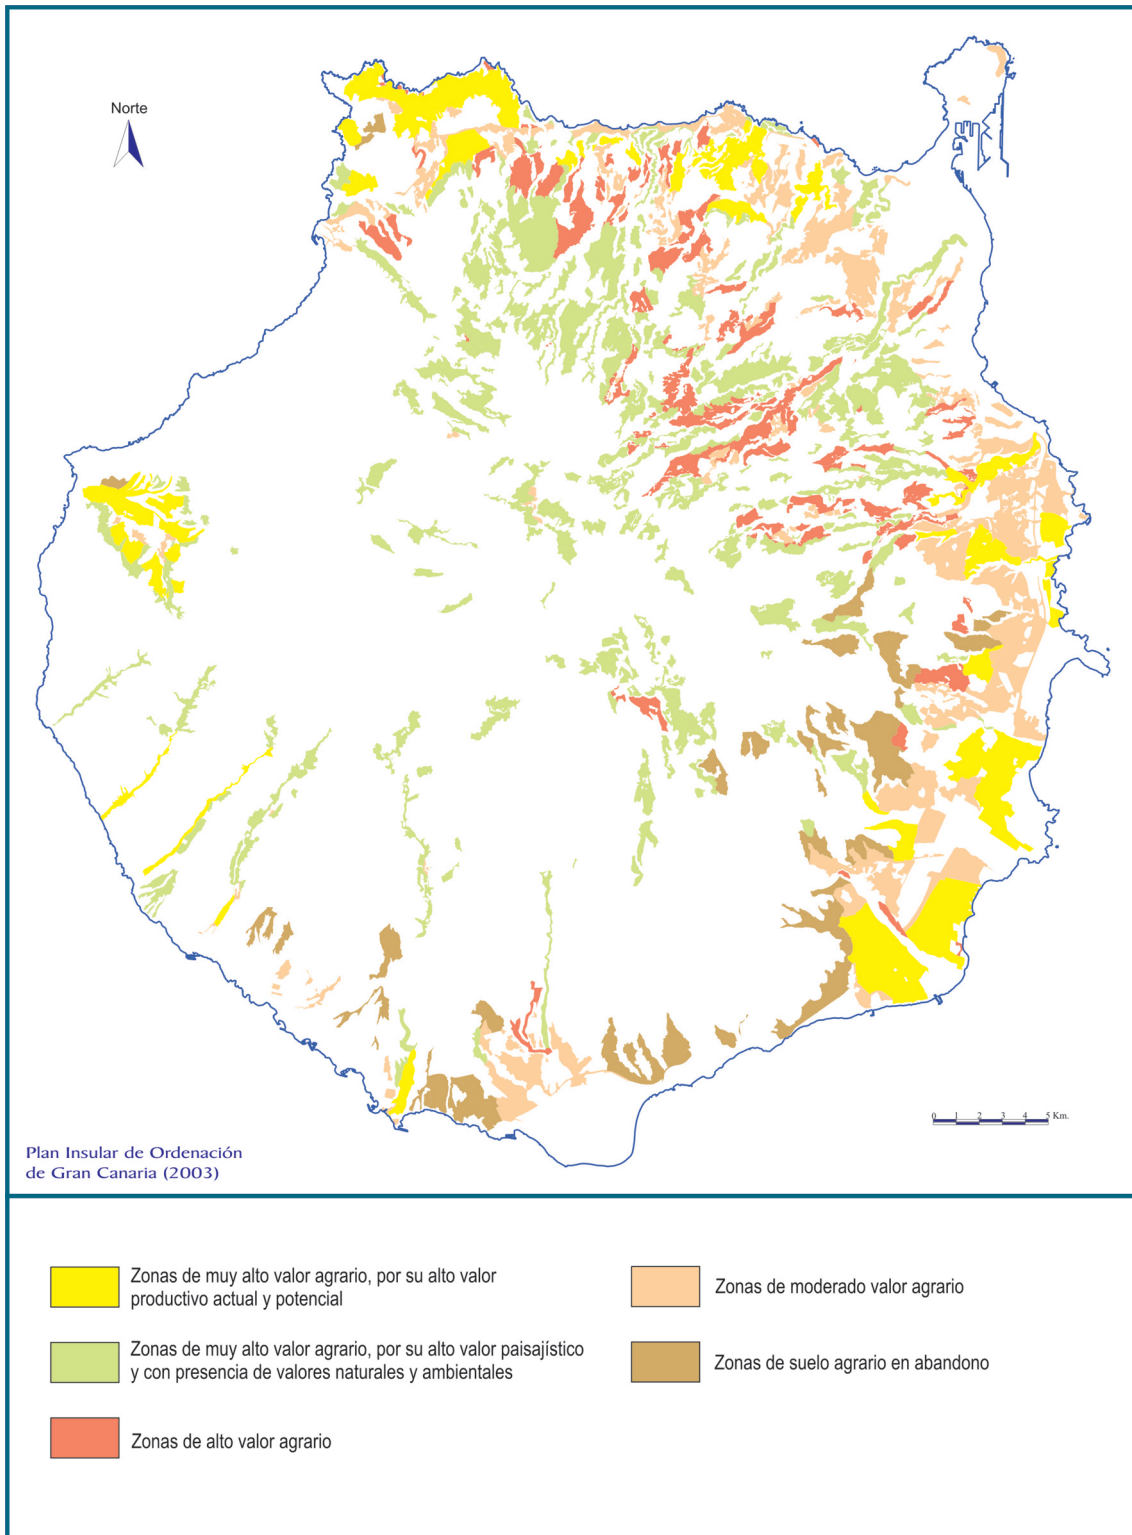 Norte
0 1 2 3 4 5 Km.
Plan Insular de Ordenación
de Gran Canaria (2003)
Zonas de muy alto valor agrario, por su alto valor
productivo actual y potencial
Zonas de muy alto valor agrario, por su alto valor paisajístico
y con presencia de valores naturales y ambientales
Zonas de alto valor agrario
Zonas de moderado valor agrario
Zonas de suelo agrario en abandono